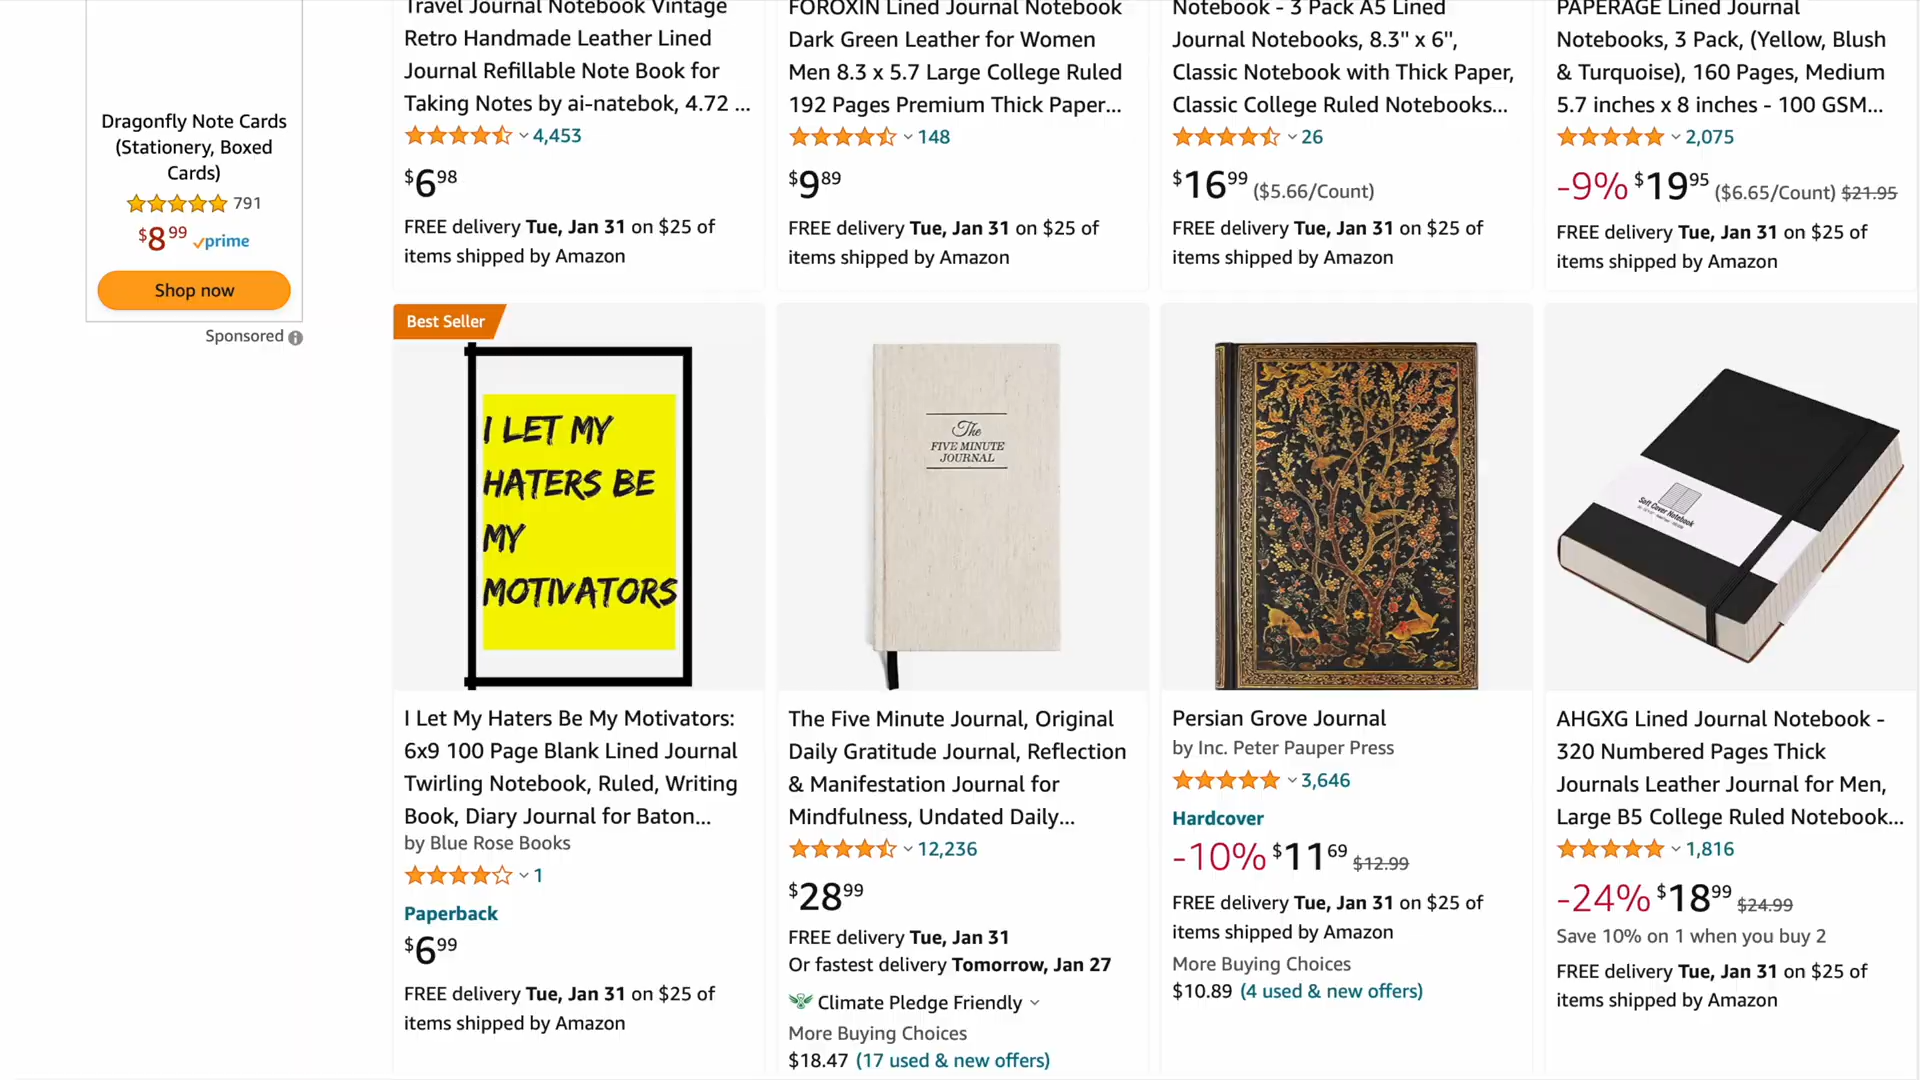 Dragonfly Note Cards
(Stationery, Boxed
Cards)
791
$8.99 prime
Shop now
Sponsored
Travel Journal Notebook Vintage
Retro Handmade Leather Lined
Journal Refillable Note Book for
Taking Notes by ai-natebok, 4.72 ...
4,453
$6.98
FREE delivery Tue, Jan 31 on $25 of
items shipped by Amazon
FOROXIN Lined Journal Notebook
Dark Green Leather for Women
Men 8.3 x 5.7 Large College Ruled
192 Pages Premium Thick Paper...
148
$9.89
FREE delivery Tue, Jan 31 on $25 of
items shipped by Amazon
Notebook - 3 Pack A5 Lined
Journal Notebooks, 8.3" x 6",
Classic Notebook with Thick Paper,
Classic College Ruled Notebooks...
26
$16.99 ($5.66/Count)
FREE delivery Tue, Jan 31 on $25 of
items shipped by Amazon
PAPERAGE Lined Journal
Notebooks, 3 Pack, (Yellow, Blush
& Turquoise), 160 Pages, Medium
5.7 inches x 8 inches - 100 GSM...
2,075
-9% $19.95 ($6.65/Count) $21.95
FREE delivery Tue, Jan 31 on $25 of
items shipped by Amazon
Best Seller
I LET MY
HATERS BE
MY
MOTIVATORS
I Let My Haters Be My Motivators:
6x9 100 Page Blank Lined Journal
Twirling Notebook, Ruled, Writing
Book, Diary Journal for Baton...
by Blue Rose Books
1
Paperback
$6.99
FREE delivery Tue, Jan 31 on $25 of
items shipped by Amazon
The
FIVE MINUTE
JOURNAL
The Five Minute Journal, Original
Daily Gratitude Journal, Reflection
& Manifestation Journal for
Mindfulness, Undated Daily...
12,236
$28.99
FREE delivery Tue, Jan 31
Or fastest delivery Tomorrow, Jan 27
Climate Pledge Friendly
More Buying Choices
$18.47 (17 used & new offers)
Persian Grove Journal
by Inc. Peter Pauper Press
3,646
Hardcover
-10% $11.69 $12.99
FREE delivery Tue, Jan 31 on $25 of
items shipped by Amazon
More Buying Choices
$10.89 (4 used & new offers)
Soft Cover Notebook
AHGXG Lined Journal Notebook -
320 Numbered Pages Thick
Journals Leather Journal for Men,
Large B5 College Ruled Notebook...
1,816
-24% $18.99 $24.99
Save 10% on 1 when you buy 2
FREE delivery Tue, Jan 31 on $25 of
items shipped by Amazon